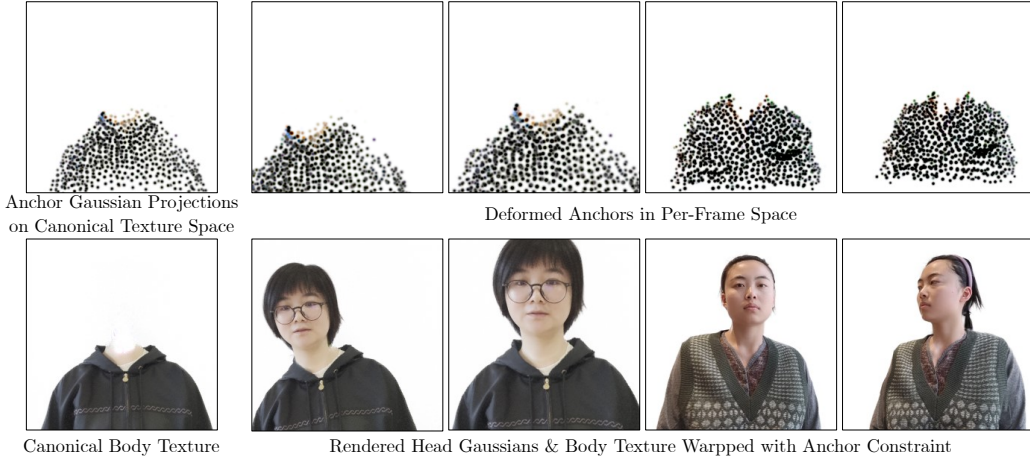 Anchor Gaussian Projections
on Canonical Texture Space
Deformed Anchors in Per-Frame Space
Canonical Body Texture
Rendered Head Gaussians & Body Texture Warpped with Anchor Constraint